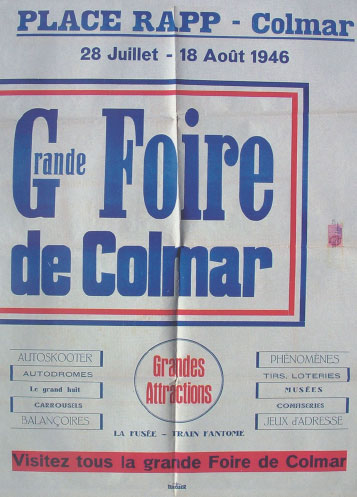 PLACE RAPP - Colmar
28 Juillet - 18 Août 1946
Grande Foire
de Colmar
AUTOSKOOTER
AUTODROMES
Le grand huit
CARROUSELS
BALANÇOIRES
Grandes
Attractions
PHÉNOMÈNES
TIRS, LOTERIES
MUSÉES
CONFISERIES
JEUX d'ADRESSE
LA FUSÉE - TRAIN FANTOME
Visitez tous la grande Foire de Colmar